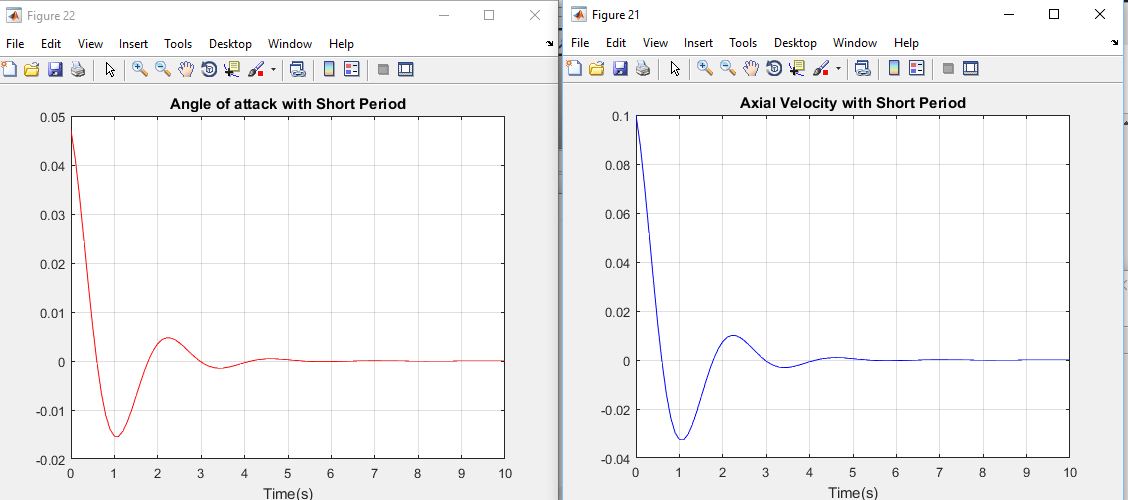 Figure 22
File Edit View Insert Tools Desktop Window Help
Angle of attack with Short Period
0.05
0.04
0.03
0.02
0.01
0
-0.01
-0.02
0 1 2 3 4 5 6 7 8 9 10
Time(s)
Figure 21
File Edit View Insert Tools Desktop Window Help
Axial Velocity with Short Period
0.1
0.08
0.06
0.04
0.02
0
-0.02
-0.04
0 1 2 3 4 5 6 7 8 9 10
Time(s)